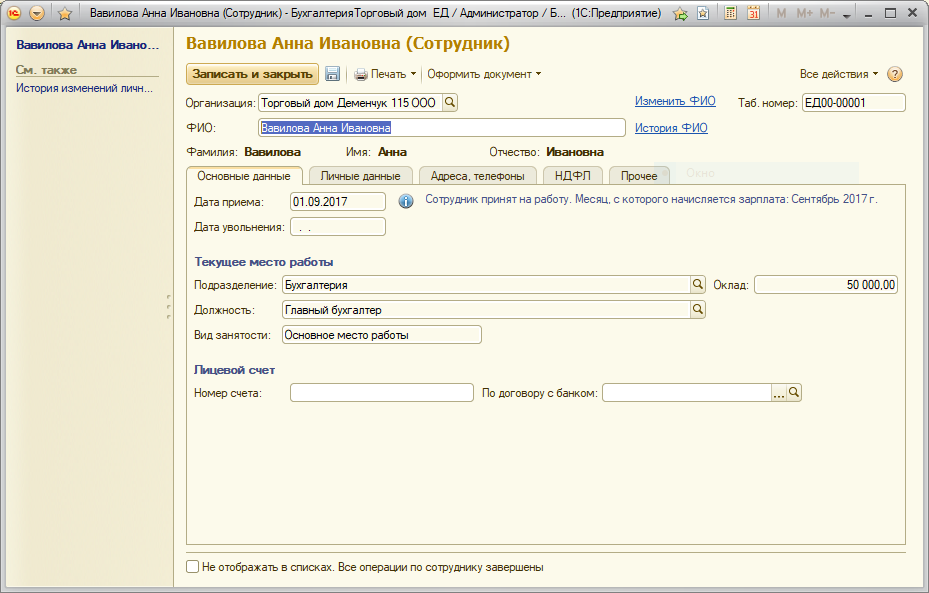 Вавилова Анна Ивановна (Сотрудник) - БухгалтерияТорговый дом ЕД / Администратор / Б... (1С:Предприятие)
31 M M+ M-
Вавилова Анна Ивано...
См. также
История изменений личн...
Вавилова Анна Ивановна (Сотрудник)
Записать и закрыть Печать Оформить документ Все действия ?
Организация: Торговый дом Деменчук 115 ООО Изменить ФИО Таб. номер: ЕД00-00001
ФИО: Вавилова Анна Ивановна История ФИО
Фамилия: Вавилова Имя: Анна Отчество: Ивановна
Основные данные Личные данные Адреса, телефоны НДФЛ Прочее Окно
Дата приема: 01.09.2017 Сотрудник принят на работу. Месяц, с которого начисляется зарплата: Сентябрь 2017 г.
Дата увольнения: . .
Текущее место работы
Подразделение: Бухгалтерия Оклад: 50 000,00
Должность: Главный бухгалтер
Вид занятости: Основное место работы
Лицевой счет
Номер счета: По договору с банком: ...
Не отображать в списках. Все операции по сотруднику завершены